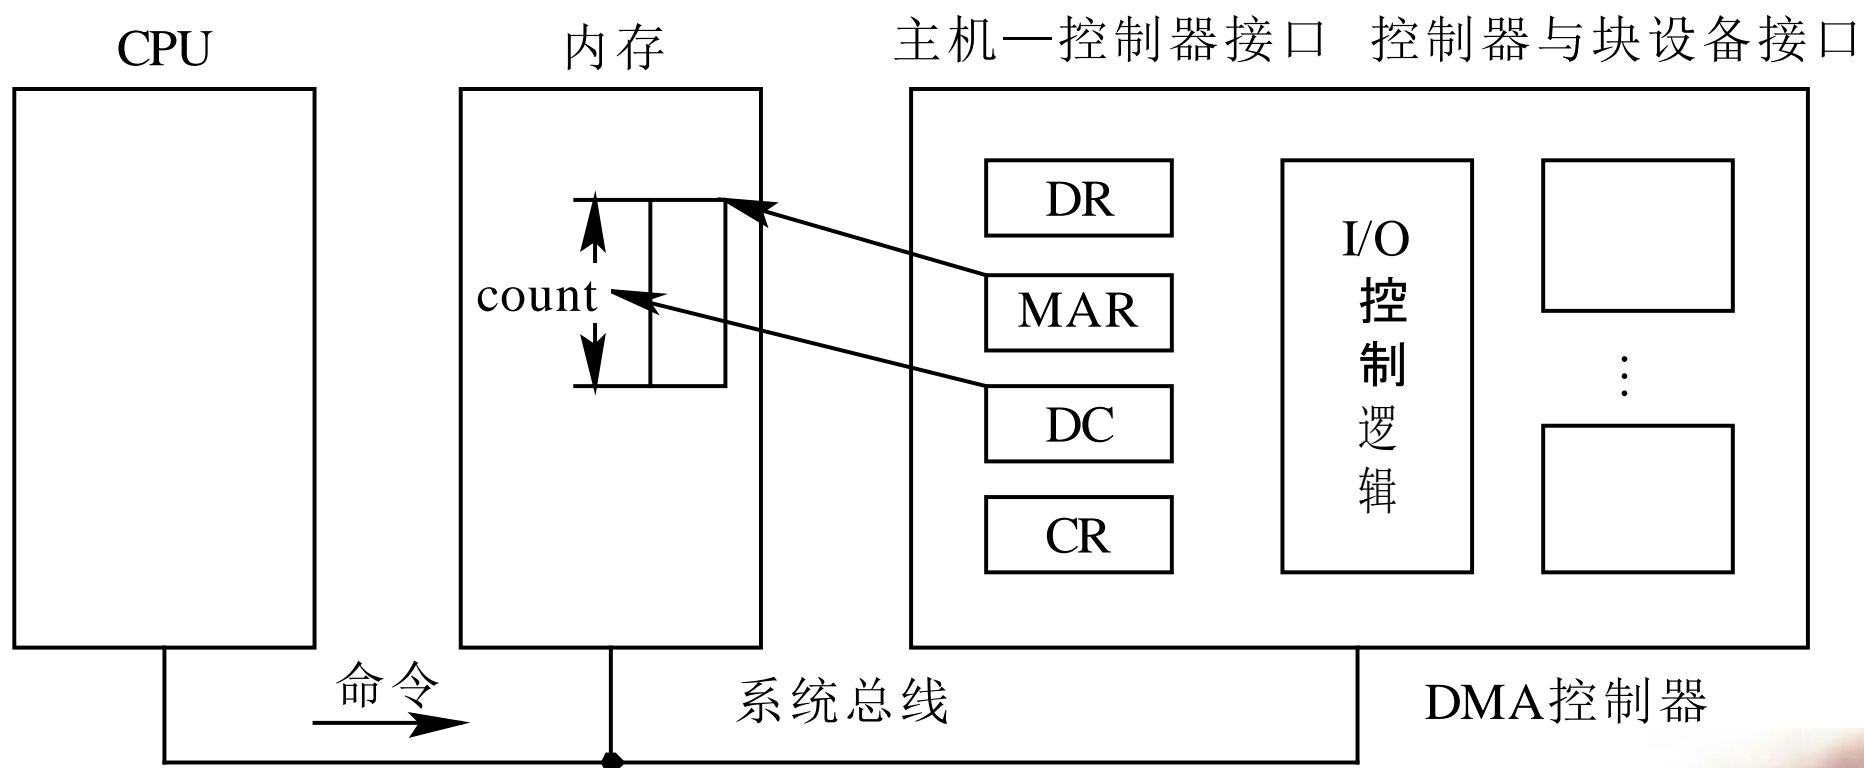 CPU
内存
主机—控制器接口
控制器与块设备接口
count
DR
MAR
DC
CR
I/O
控
制
逻
辑
⋮
命令
系统总线
DMA控制器